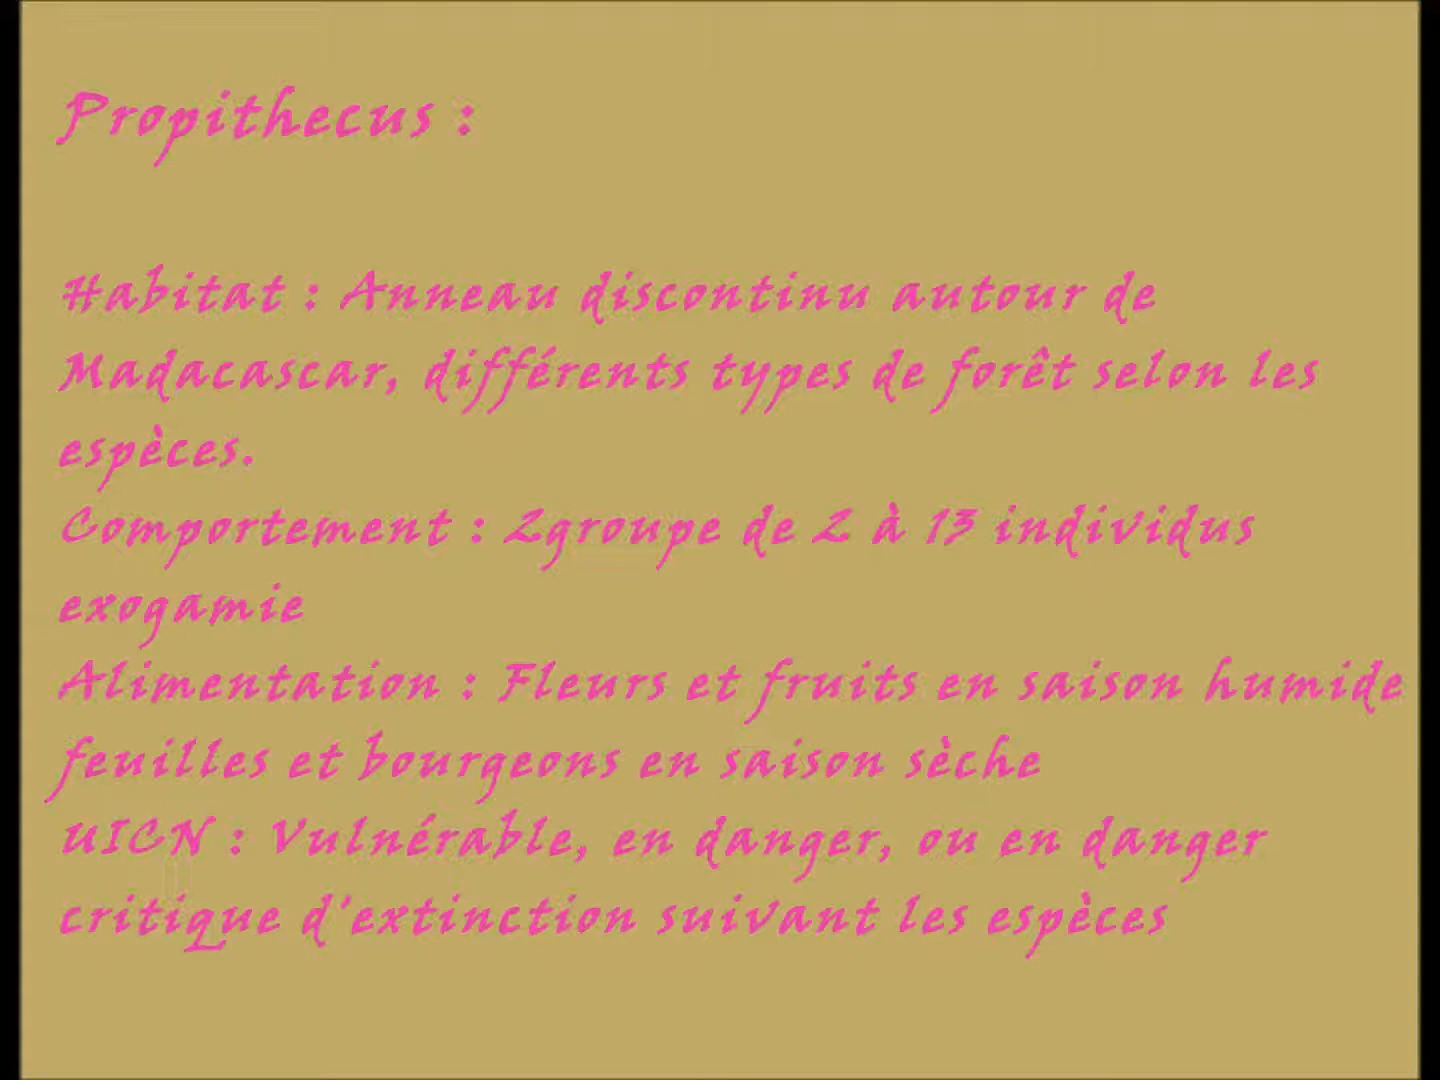 Propithecus :
Habitat : Anneau discontinu autour de
Madacascar, différents types de forêt selon les
espèces.
Comportement : 2groupe de 2 à 13 individus
exogamie
Alimentation : Fleurs et fruits en saison humide
feuilles et bourgeons en saison sèche
UICN : Vulnérable, en danger, ou en danger
critique d'extinction suivant les espèces